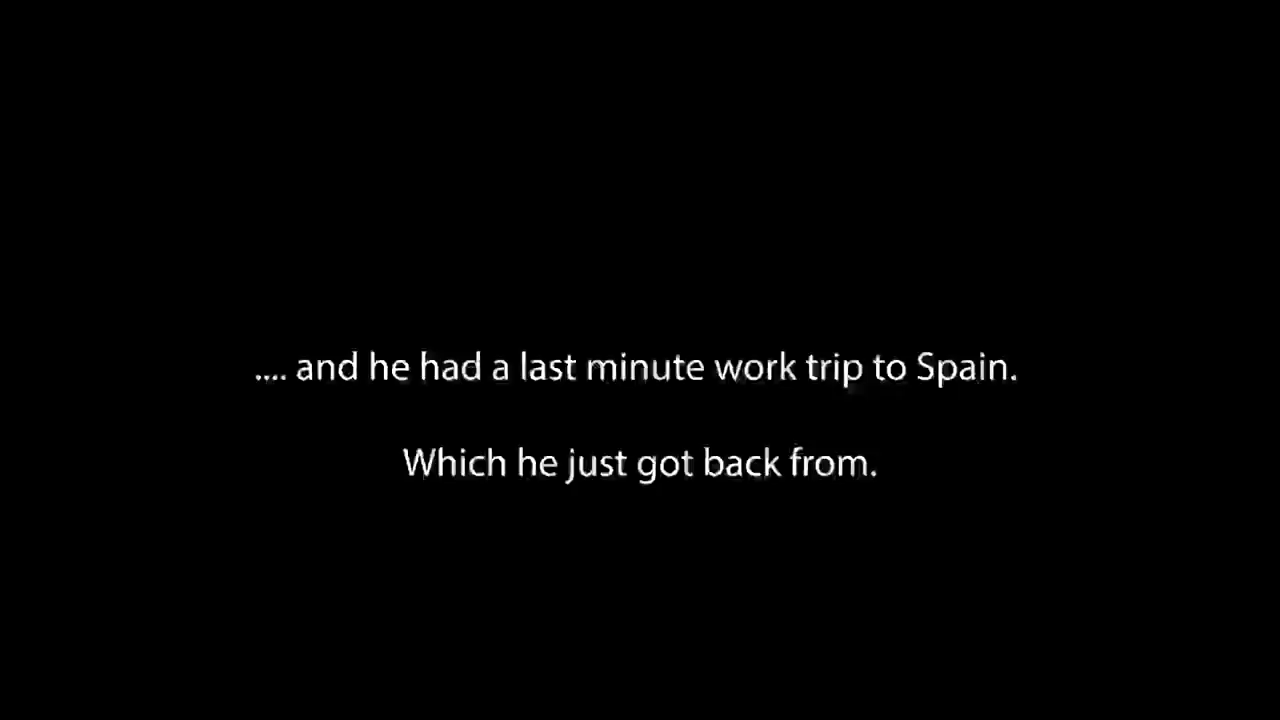 .... and he had a last minute work trip to Spain.
Which he just got back from.